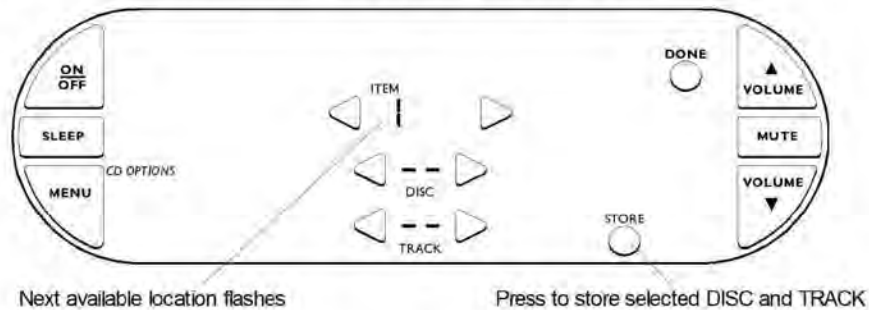 ON
OFF
SLEEP
MENU
CD OPTIONS
ITEM
DISC
TRACK
DONE
STORE
VOLUME
MUTE
VOLUME
Next available location flashes
Press to store selected DISC and TRACK